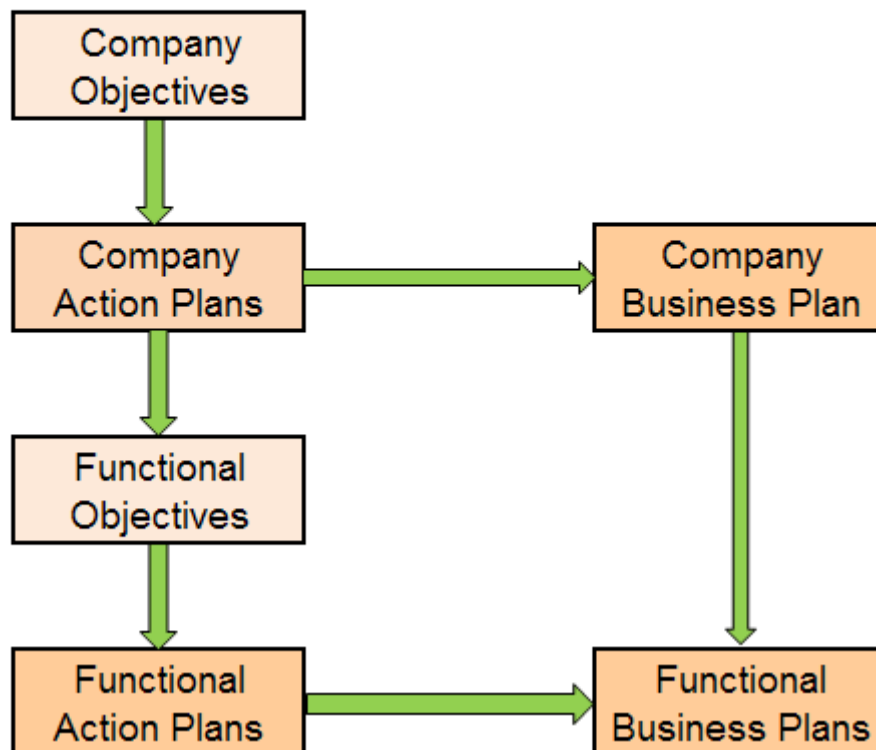 Company
Objectives
Company
Action Plans
Company
Business Plan
Functional
Objectives
Functional
Action Plans
Functional
Business Plans